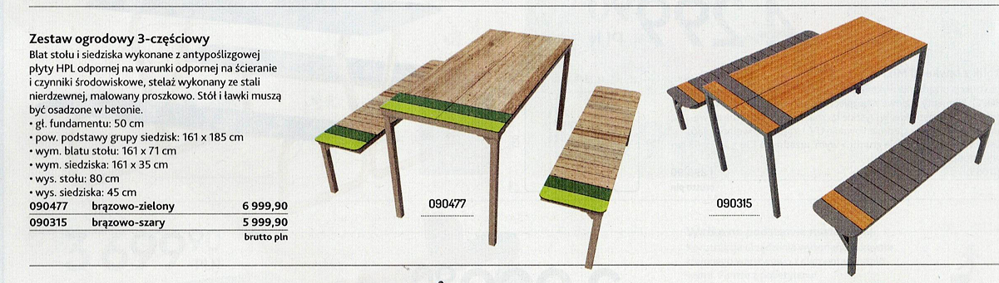 Zestaw ogrodowy 3-częściowy
Blat stołu i siedziska wykonane z antypoślizgowej
płyty HPL odpornej na warunki odpornej na ścieranie
i czynniki środowiskowe, stelaż wykonany ze stali
nierdzewnej, malowany proszkowo. Stół i ławki muszą
być osadzone w betonie.
• gł. fundamentu: 50 cm
• pow. podstawy grupy siedzisk: 161 x 185 cm
• wym. blatu stołu: 161 x 71 cm
• wym. siedziska: 161 x 35 cm
• wys. stołu: 80 cm
• wys. siedziska: 45 cm
090477 brązowo-zielony 6 999,90
090315 brązowo-szary 5 999,90
brutto pln
090477
090315